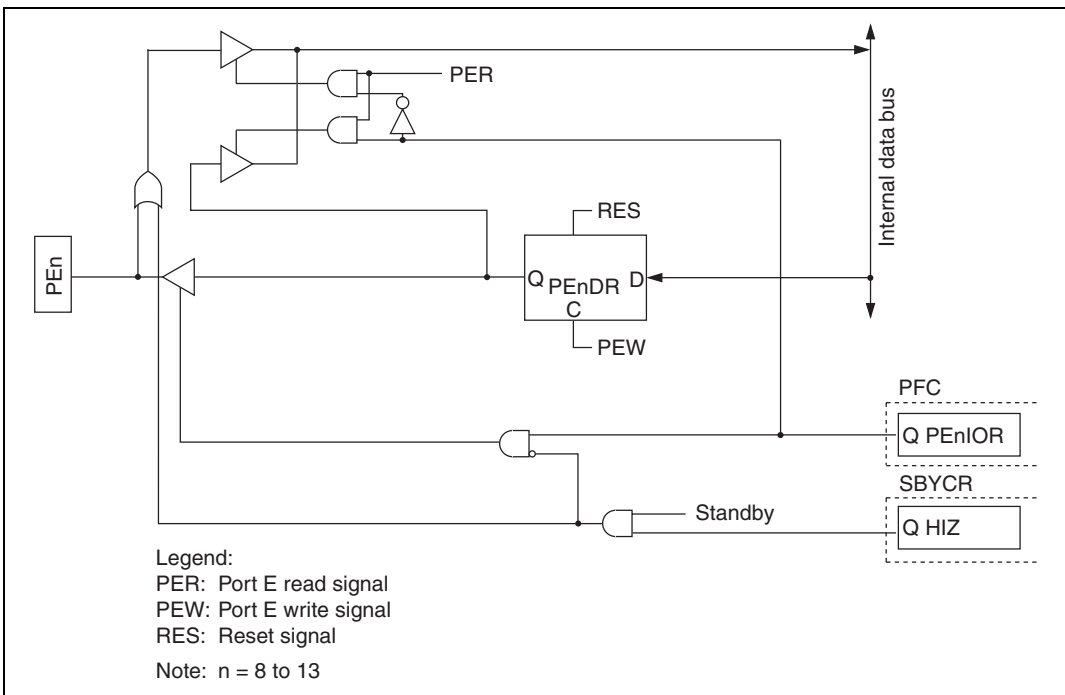 PER
Internal data bus
RES
PEn
Q PEnDR D
C
PEW
PFC
Q PEnIOR
SBYCR
Standby
Q HIZ
Legend:
PER: Port E read signal
PEW: Port E write signal
RES: Reset signal
Note: n = 8 to 13